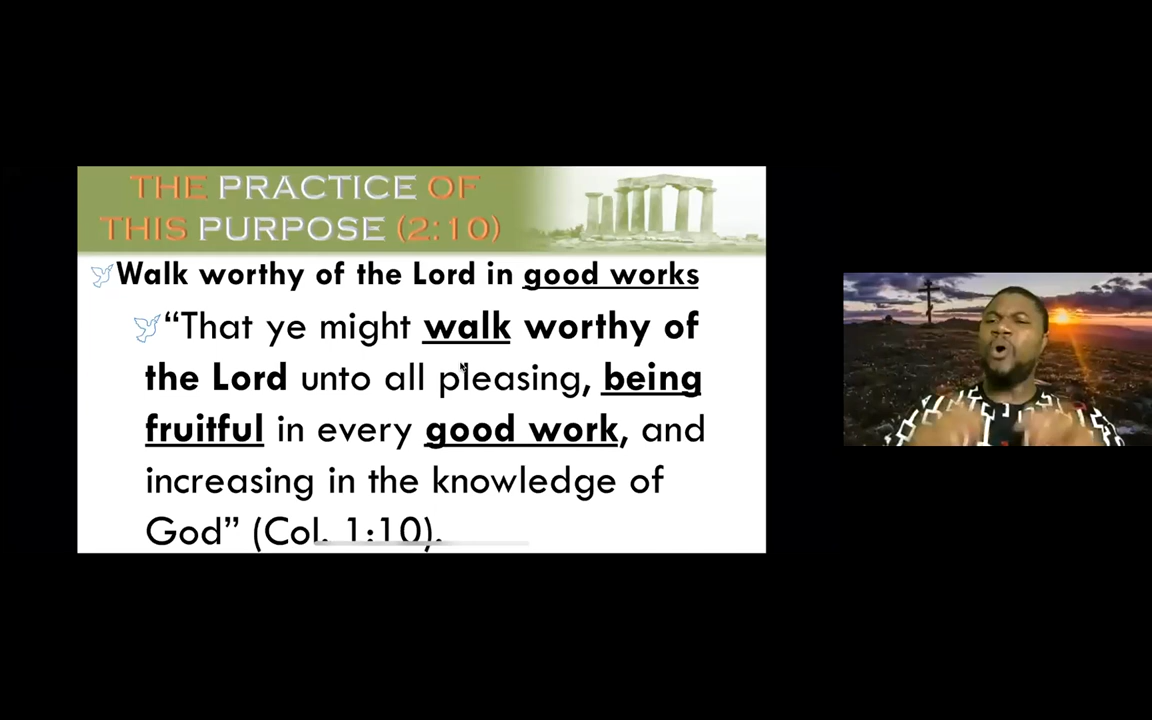 THE PRACTICE OF
THIS PURPOSE (2:10)
Walk worthy of the Lord in good works
“That ye might walk worthy of
the Lord unto all pleasing, being
fruitful in every good work, and
increasing in the knowledge of
God” (Col. 1:10).